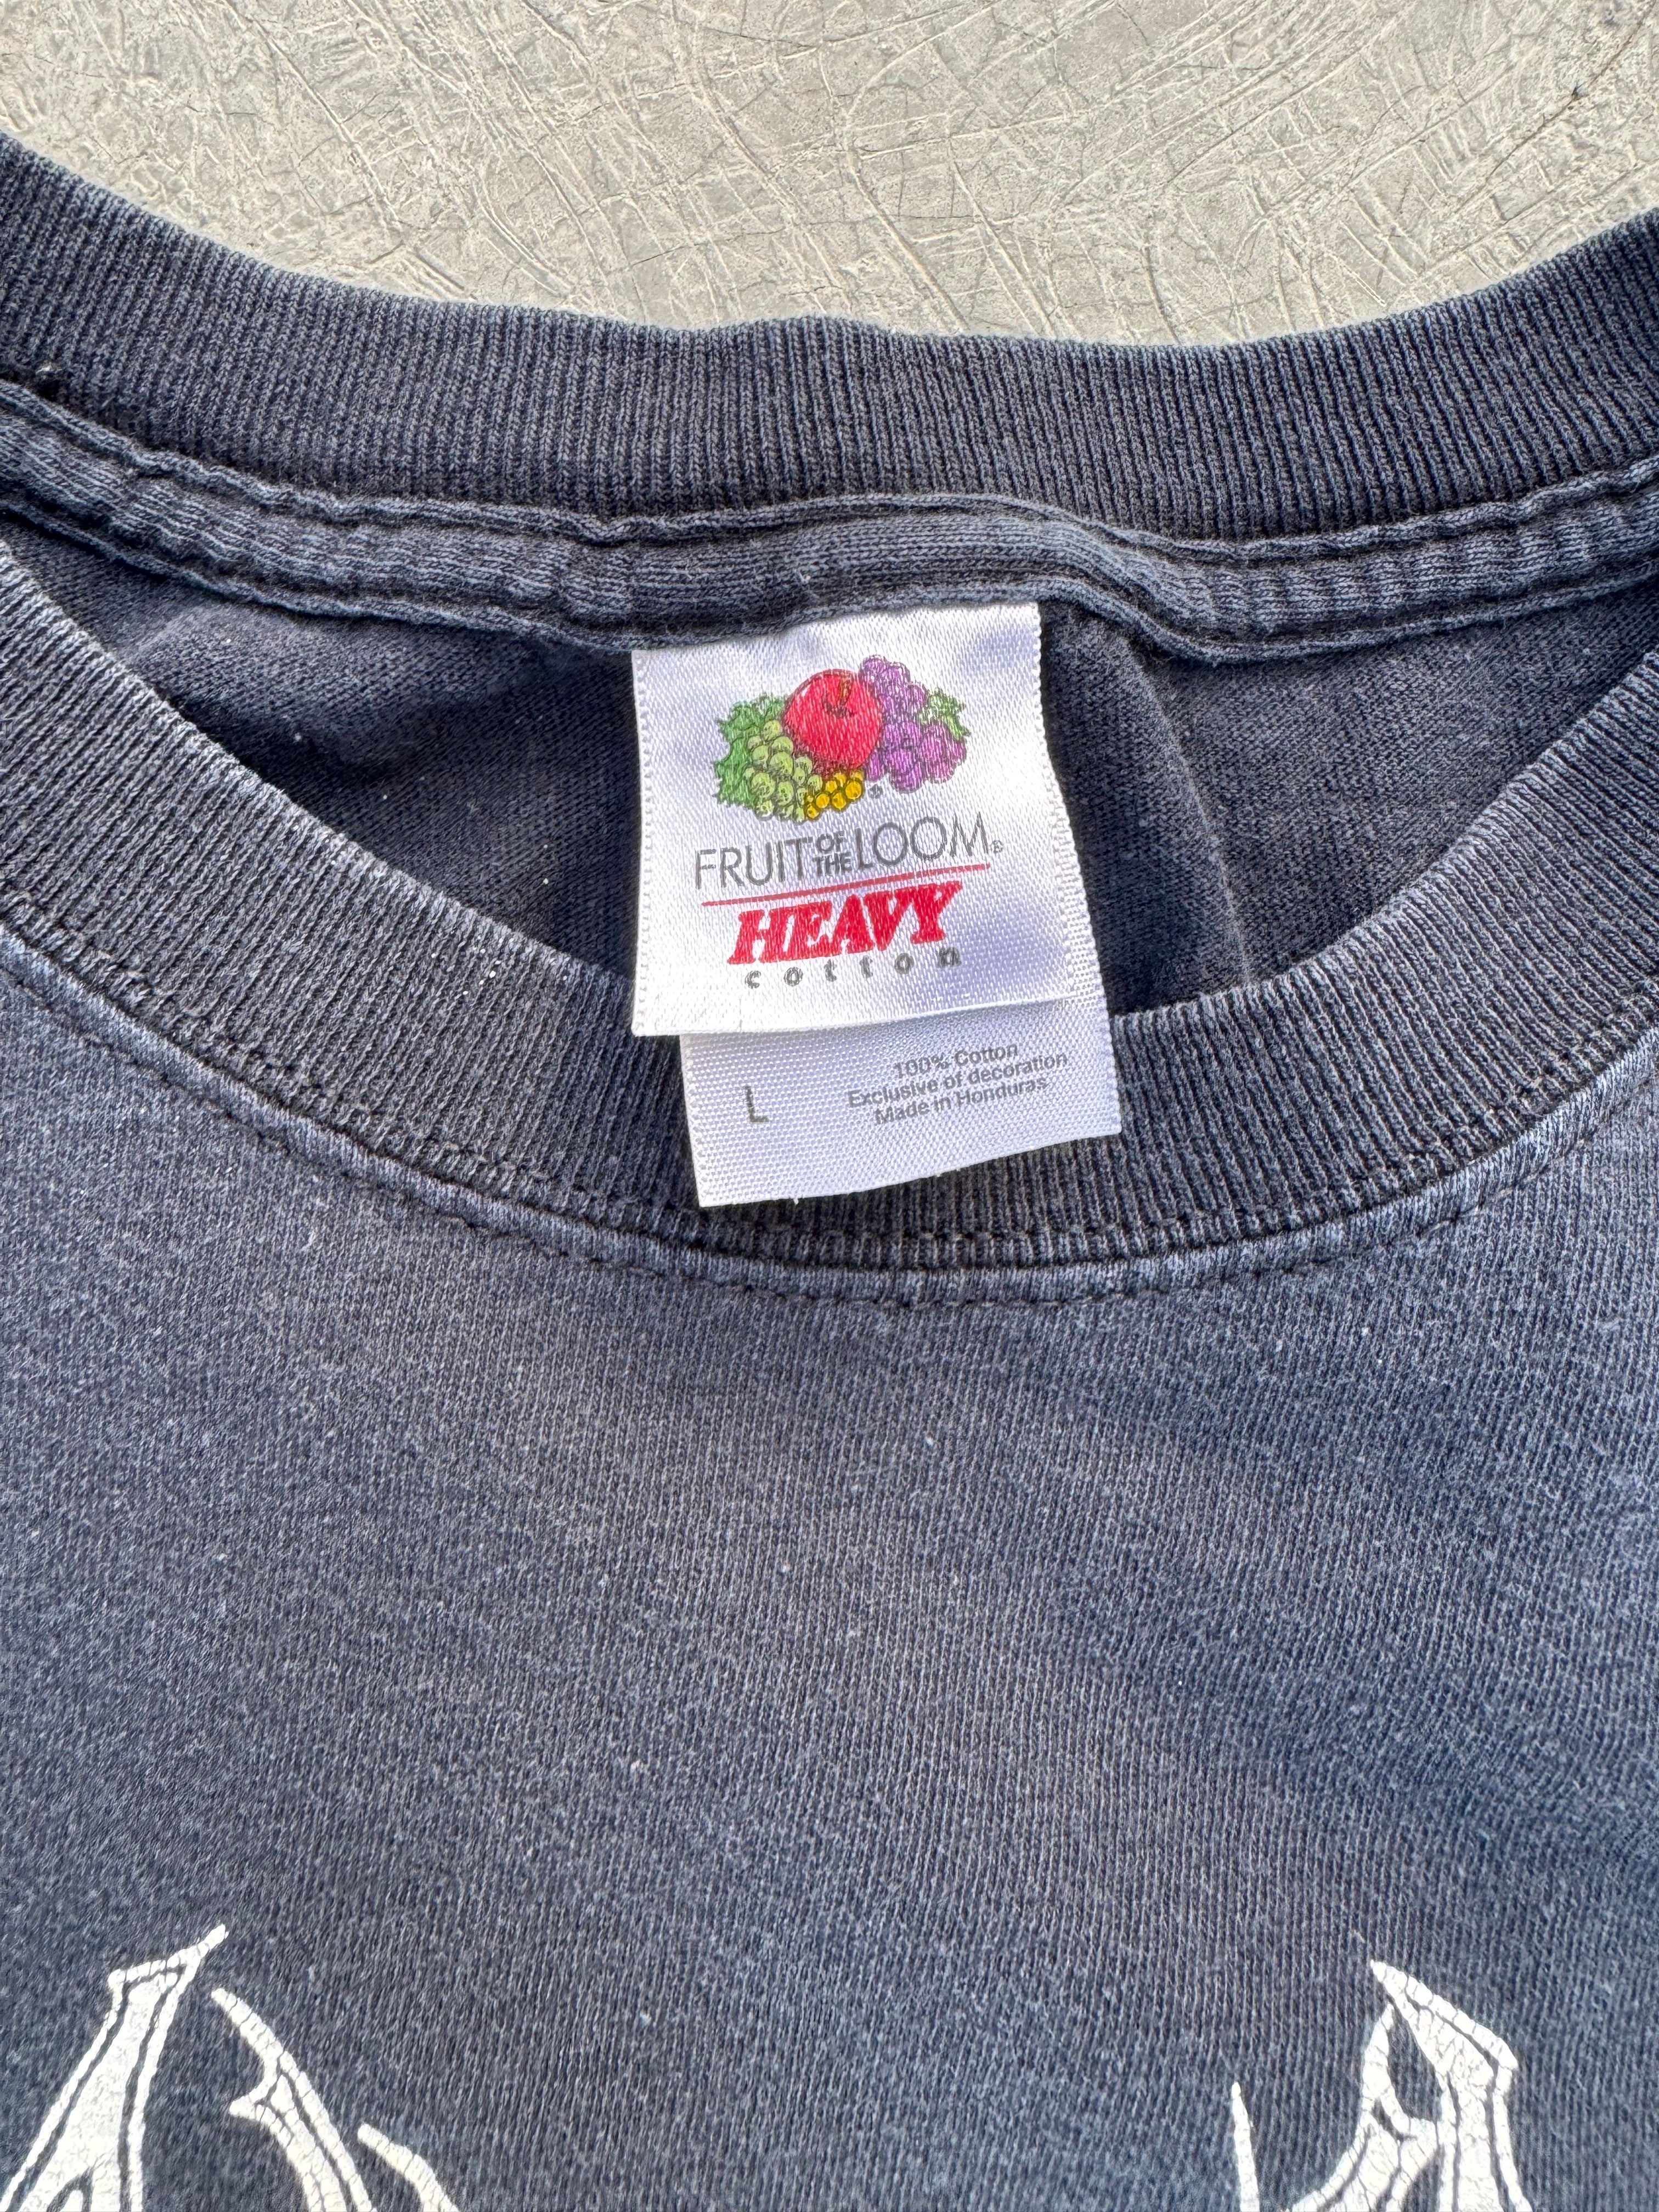 FRUIT OF THE LOOM®
HEAVY
cotton
L
100% Cotton
Exclusive of decoration
Made in Honduras